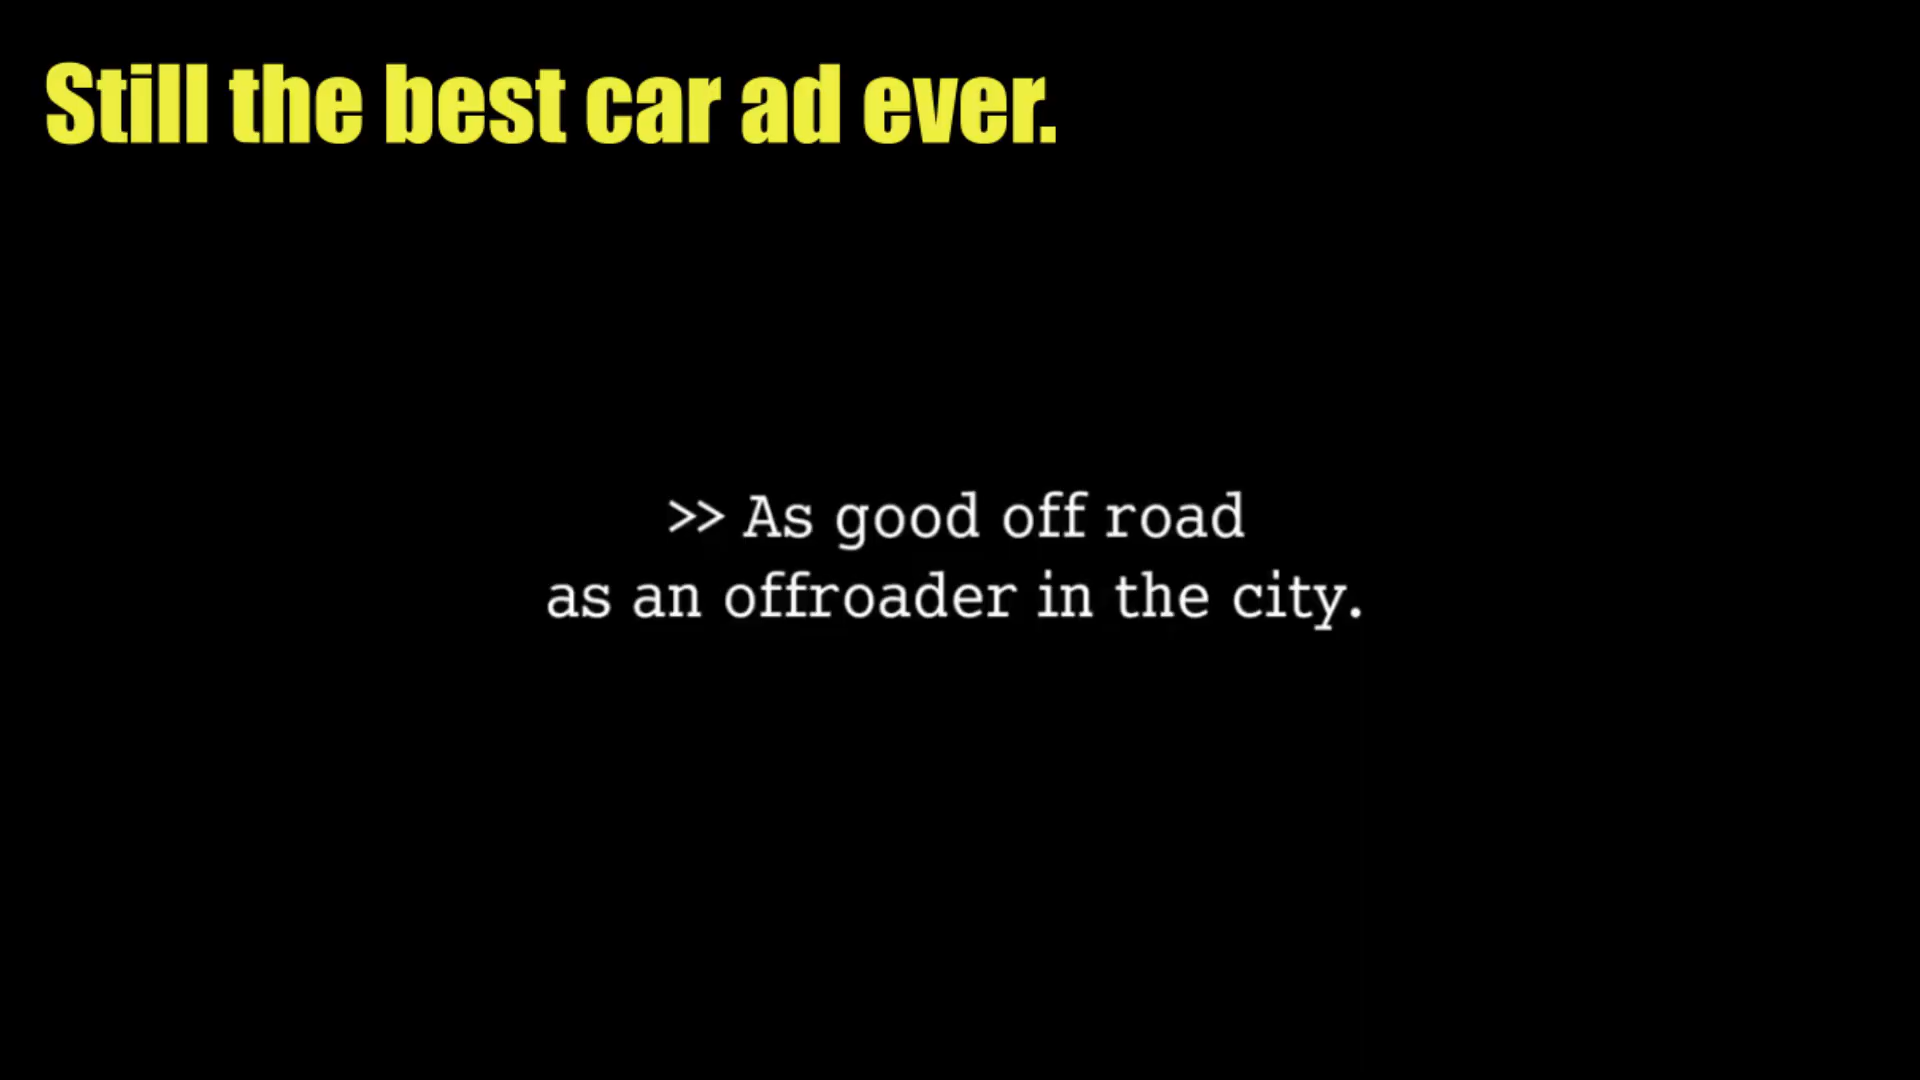 Still the best car ad ever.
>> As good off road
as an offroader in the city.